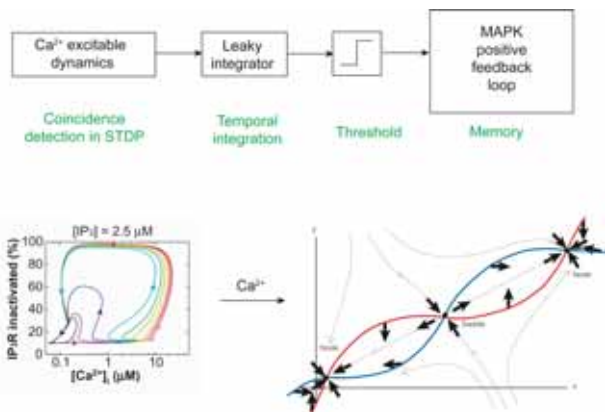 Ca²⁺ excitable
dynamics
Leaky
integrator
MAPK
positive
feedback
loop
Coincidence
detection in STDP
Temporal
integration
Threshold
Memory
[IP₃] = 2.5 μM
IP₃R inactivated (%)
100
80
60
40
20
0
0.1
1
10
[Ca²⁺]ᵢ (μM)
Ca²⁺